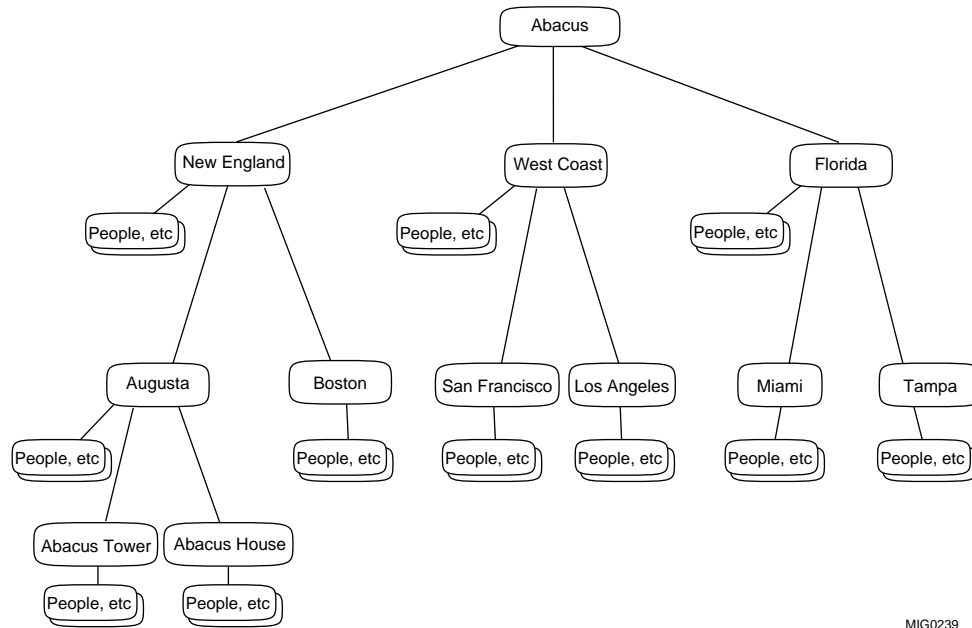 Abacus
New England
West Coast
Florida
People, etc
People, etc
People, etc
Augusta
Boston
San Francisco
Los Angeles
Miami
Tampa
People, etc
People, etc
People, etc
People, etc
People, etc
People, etc
Abacus Tower
Abacus House
People, etc
People, etc
MIG0239